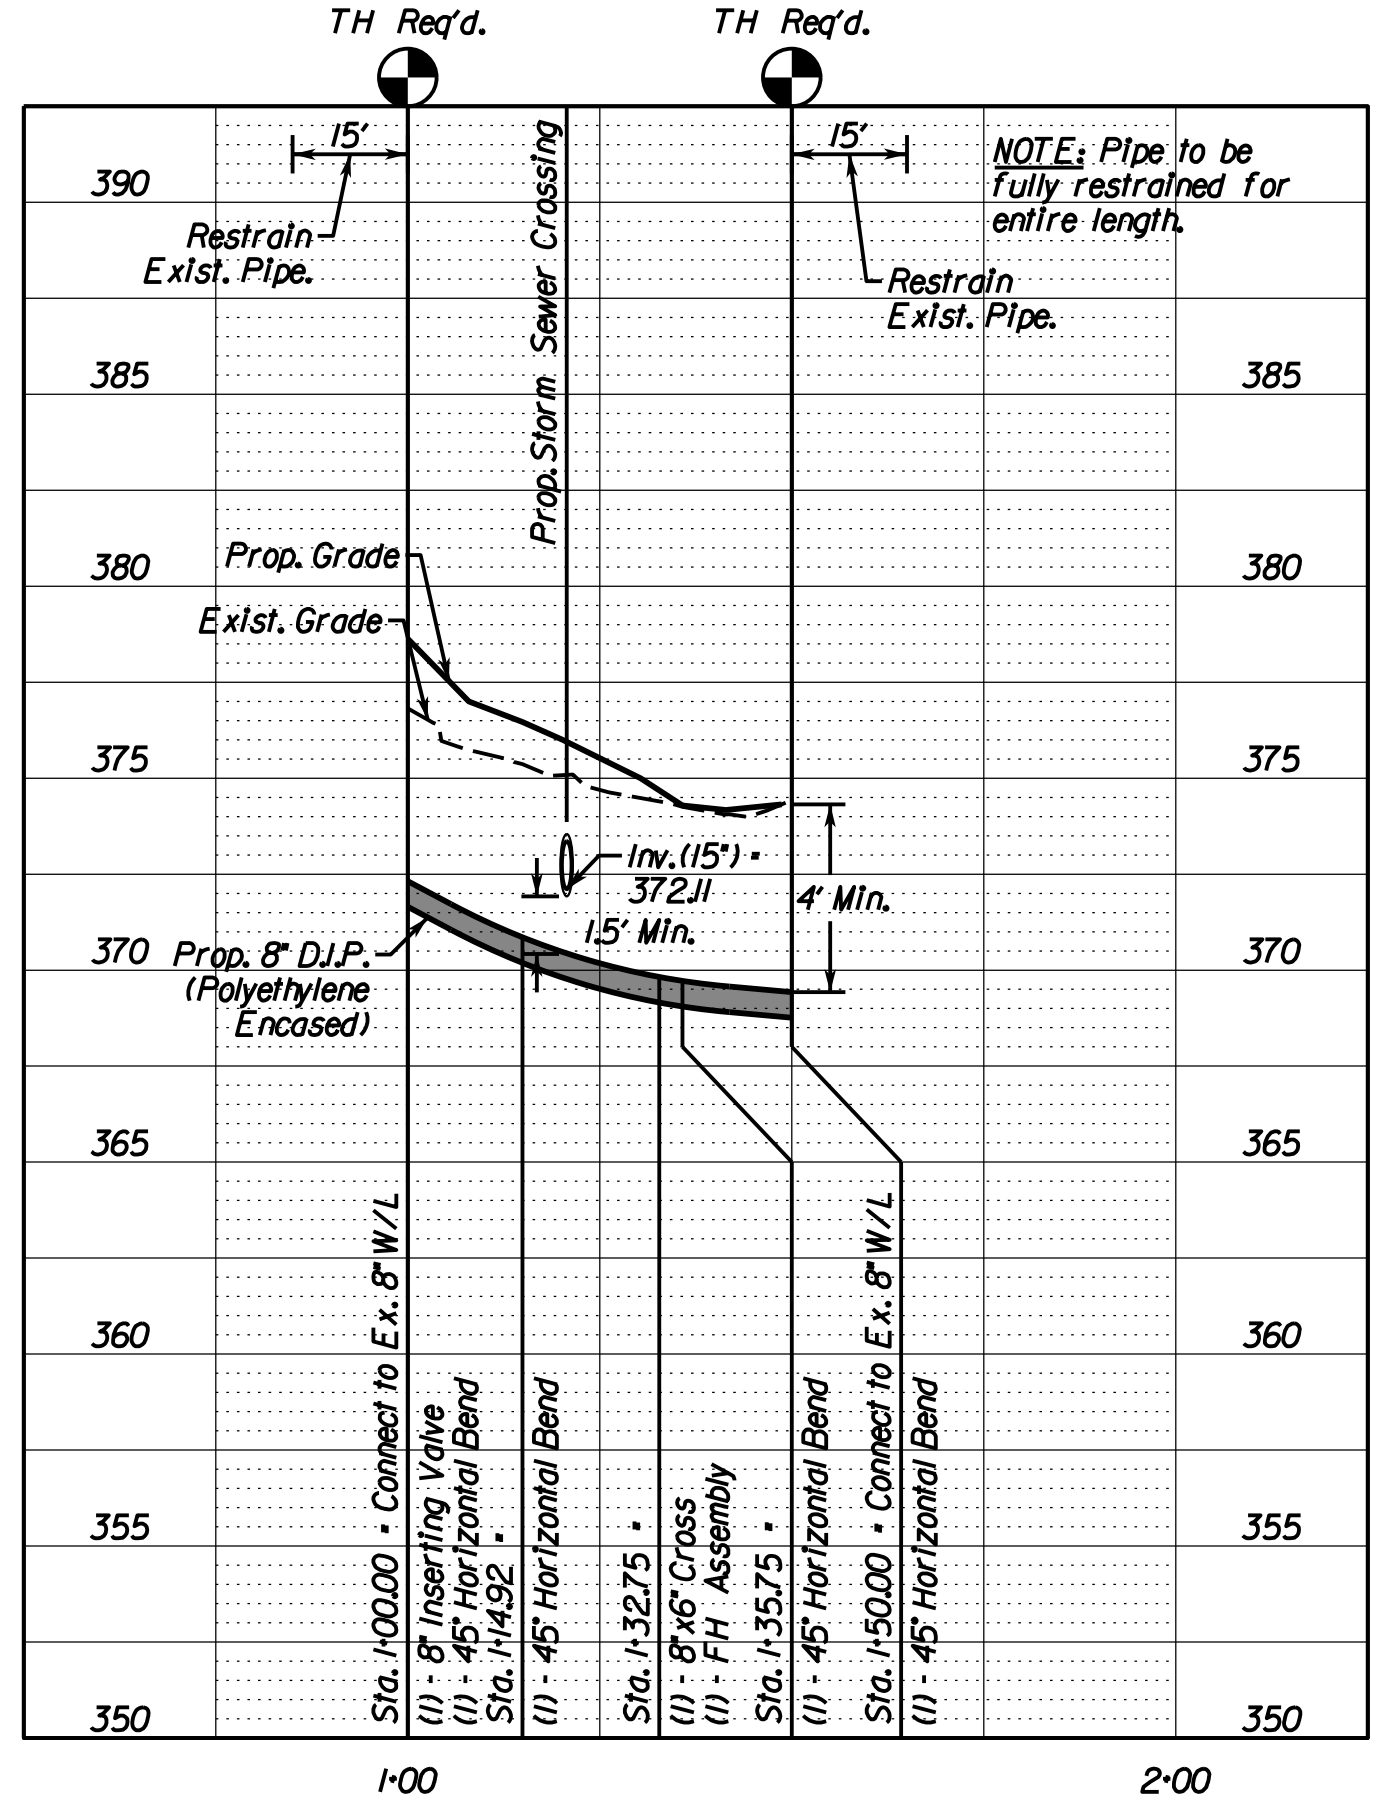 TH Req'd.
TH Req'd.
15'
15'
NOTE: Pipe to be
fully restrained for
entire length.
390
Restrain
Exist. Pipe.
Restrain
Exist. Pipe.
Prop. Storm Sewer Crossing
385
385
380
380
Prop. Grade
Exist. Grade
375
375
Inv.(15") =
372.11
4' Min.
1.5' Min.
370
370
Prop. 8" D.I.P.
(Polyethylene
Encased)
365
365
360
360
355
355
350
350
Sta. 1+00.00 = Connect to Ex. 8" W/L
(1) - 8" Inserting Valve
(1) - 45° Horizontal Bend
Sta. 1+14.92 =
(1) - 45° Horizontal Bend
Sta. 1+32.75 =
(1) - 8"x6" Cross
(1) - FH Assembly
Sta. 1+35.75 =
(1) - 45° Horizontal Bend
Sta. 1+50.00 = Connect to Ex. 8" W/L
(1) - 45° Horizontal Bend
1+00
2+00